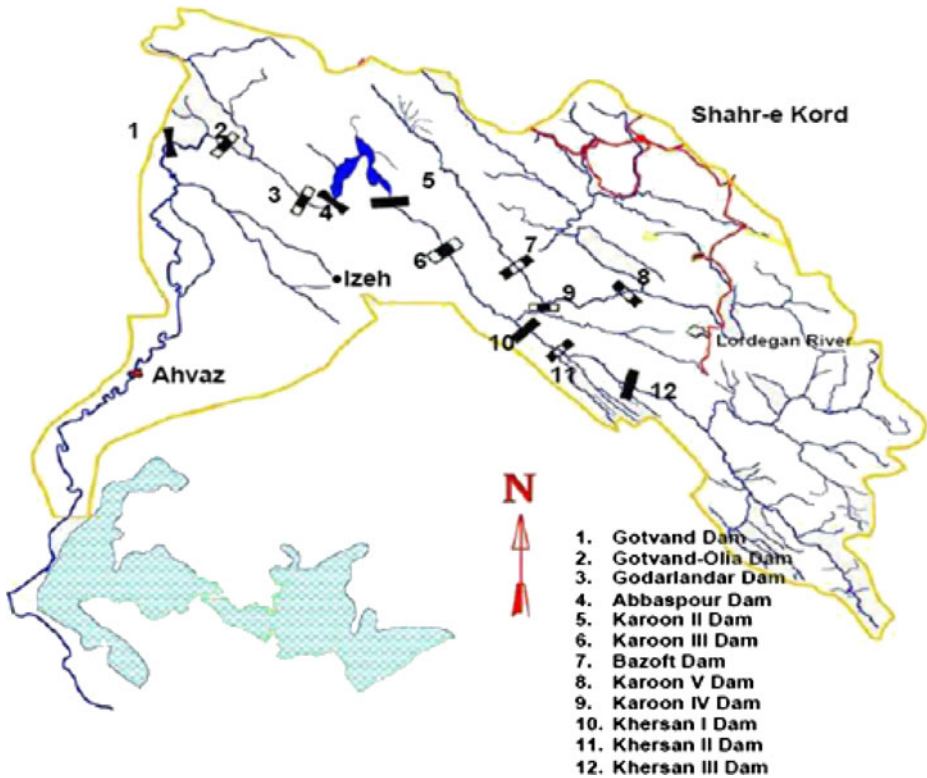 Shahr-e Kord
1
2
3
4
5
6
7
8
9
10
11
12
Izeh
Lordegan River
Ahvaz
N
1. Gotvand Dam
2. Gotvand-Olia Dam
3. Godarlandar Dam
4. Abbaspour Dam
5. Karoon II Dam
6. Karoon III Dam
7. Bazoft Dam
8. Karoon V Dam
9. Karoon IV Dam
10. Khersan I Dam
11. Khersan II Dam
12. Khersan III Dam